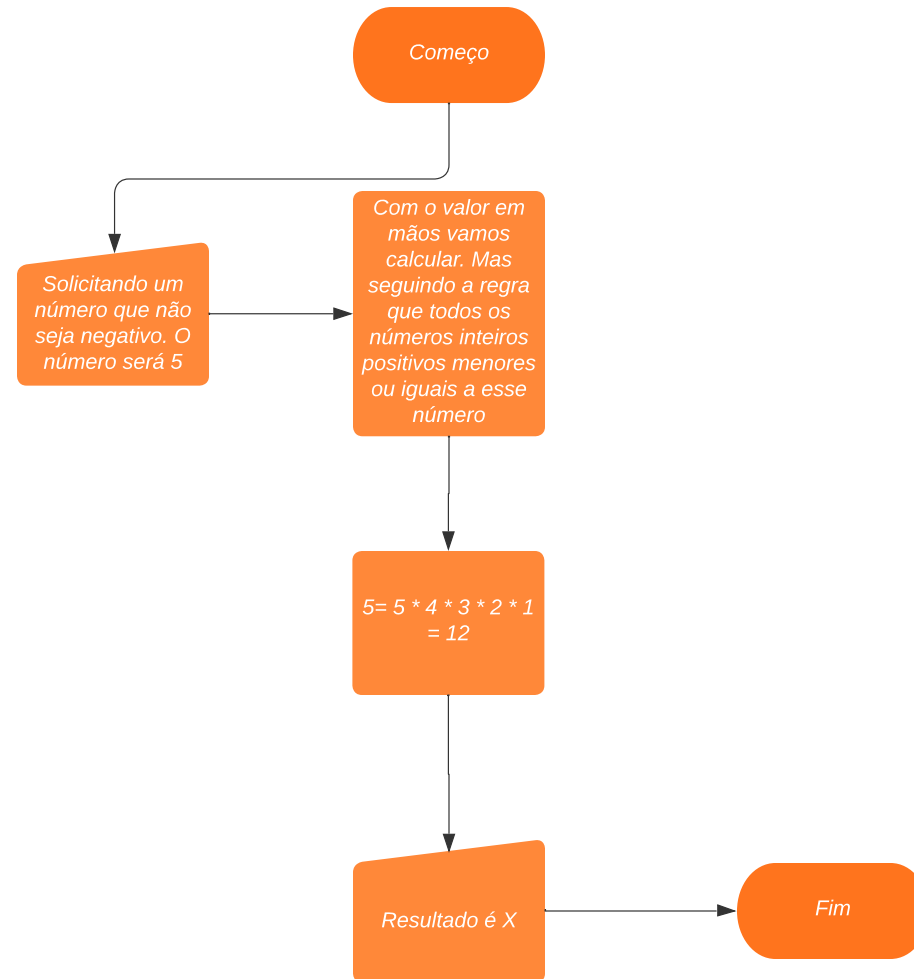 Começo
Solicitando um
número que não
seja negativo. O
número será 5
Com o valor em
mãos vamos
calcular. Mas
seguindo a regra
que todos os
números inteiros
positivos menores
ou iguais a esse
número
5= 5 * 4 * 3 * 2 * 1
= 12
Resultado é X
Fim